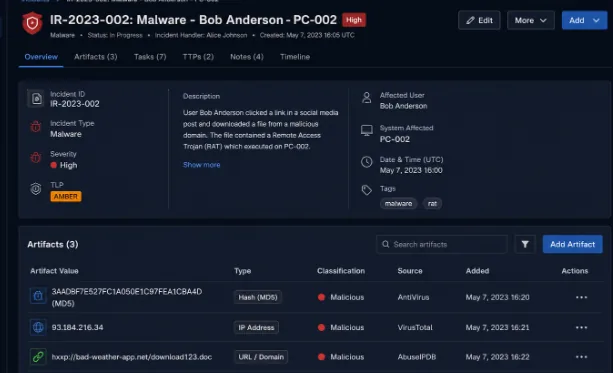 IR-2023-002: Malware - Bob Anderson - PC-002
High
Edit
More
Add
Malware • Status: In Progress • Incident Handler: Alice Johnson • Created: May 7, 2023 16:05 UTC
Overview
Artifacts (3)
Tasks (7)
TTPs (2)
Notes (4)
Timeline
Incident ID
IR-2023-002
Incident Type
Malware
Severity
High
TLP
AMBER
Description
User Bob Anderson clicked a link in a social media
post and downloaded a file from a malicious
domain. The file contained a Remote Access
Trojan (RAT) which executed on PC-002.
Show more
Affected User
Bob Anderson
System Affected
PC-002
Date & Time (UTC)
May 7, 2023 16:00
Tags
malware
rat
Artifacts (3)
Search artifacts
Add Artifact
Artifact Value
Type
Classification
Source
Added
Actions
3AADBF7E527FC1A050E1C97FEA1CBA4D
(MD5)
Hash (MD5)
Malicious
AntiVirus
May 7, 2023 16:20
93.184.216.34
IP Address
Malicious
VirusTotal
May 7, 2023 16:21
hxxp://bad-weather-app.net/download123.doc
URL / Domain
Malicious
AbuseIPDB
May 7, 2023 16:22